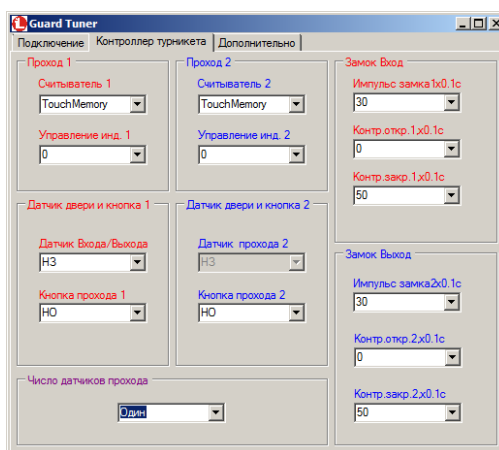 Guard Tuner
Подключение Контроллер турникета Дополнительно
Проход 1
Считыватель 1
TouchMemory
Управление инд. 1
0
Проход 2
Считыватель 2
TouchMemory
Управление инд. 2
0
Замок Вход
Импульс замка1х0.1с
30
Контр.откр.1,х0.1с
0
Контр.закр.1,х0.1с
50
Датчик двери и кнопка 1
Датчик Входа/Выхода
НЗ
Кнопка прохода 1
НО
Датчик двери и кнопка 2
Датчик прохода 2
НЗ
Кнопка прохода 2
НО
Замок Выход
Импульс замка2х0.1с
30
Контр.откр.2,х0.1с
0
Контр.закр.2,х0.1с
50
Число датчиков прохода
Один